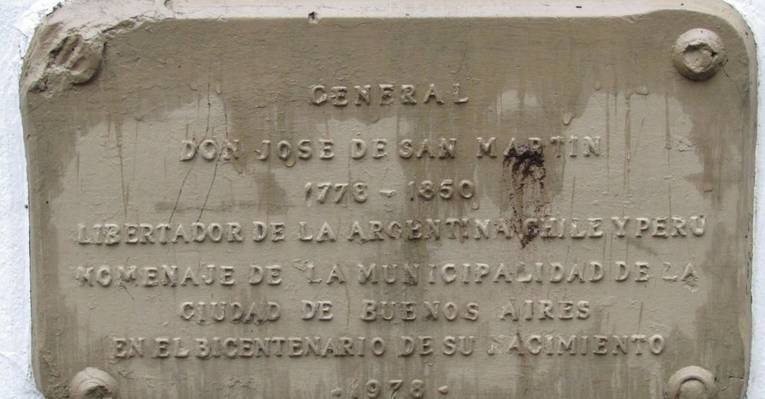 GENERAL
DON JOSE DE SAN MARTIN
1778 - 1850
LIBERTADOR DE LA ARGENTINA CHILE Y PERU
HOMENAJE DE LA MUNICIPALIDAD DE LA
CIUDAD DE BUENOS AIRES
EN EL BICENTENARIO DE SU NACIMIENTO
- 1978 -